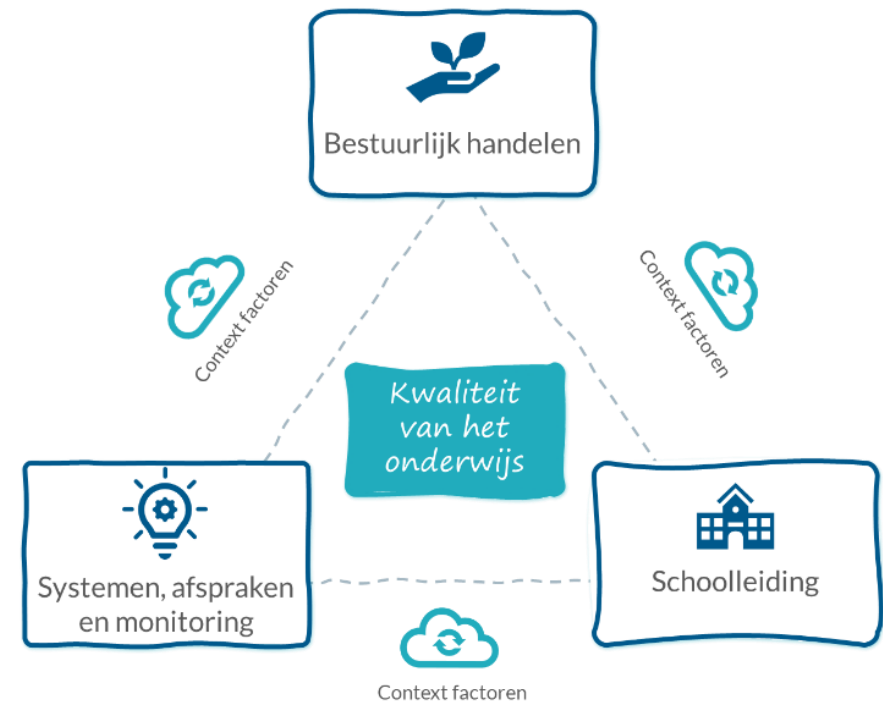 Bestuurlijk handelen
Context factoren
Context factoren
Kwaliteit
van het
onderwijs
Systemen, afspraken
en monitoring
Schoolleiding
Context factoren